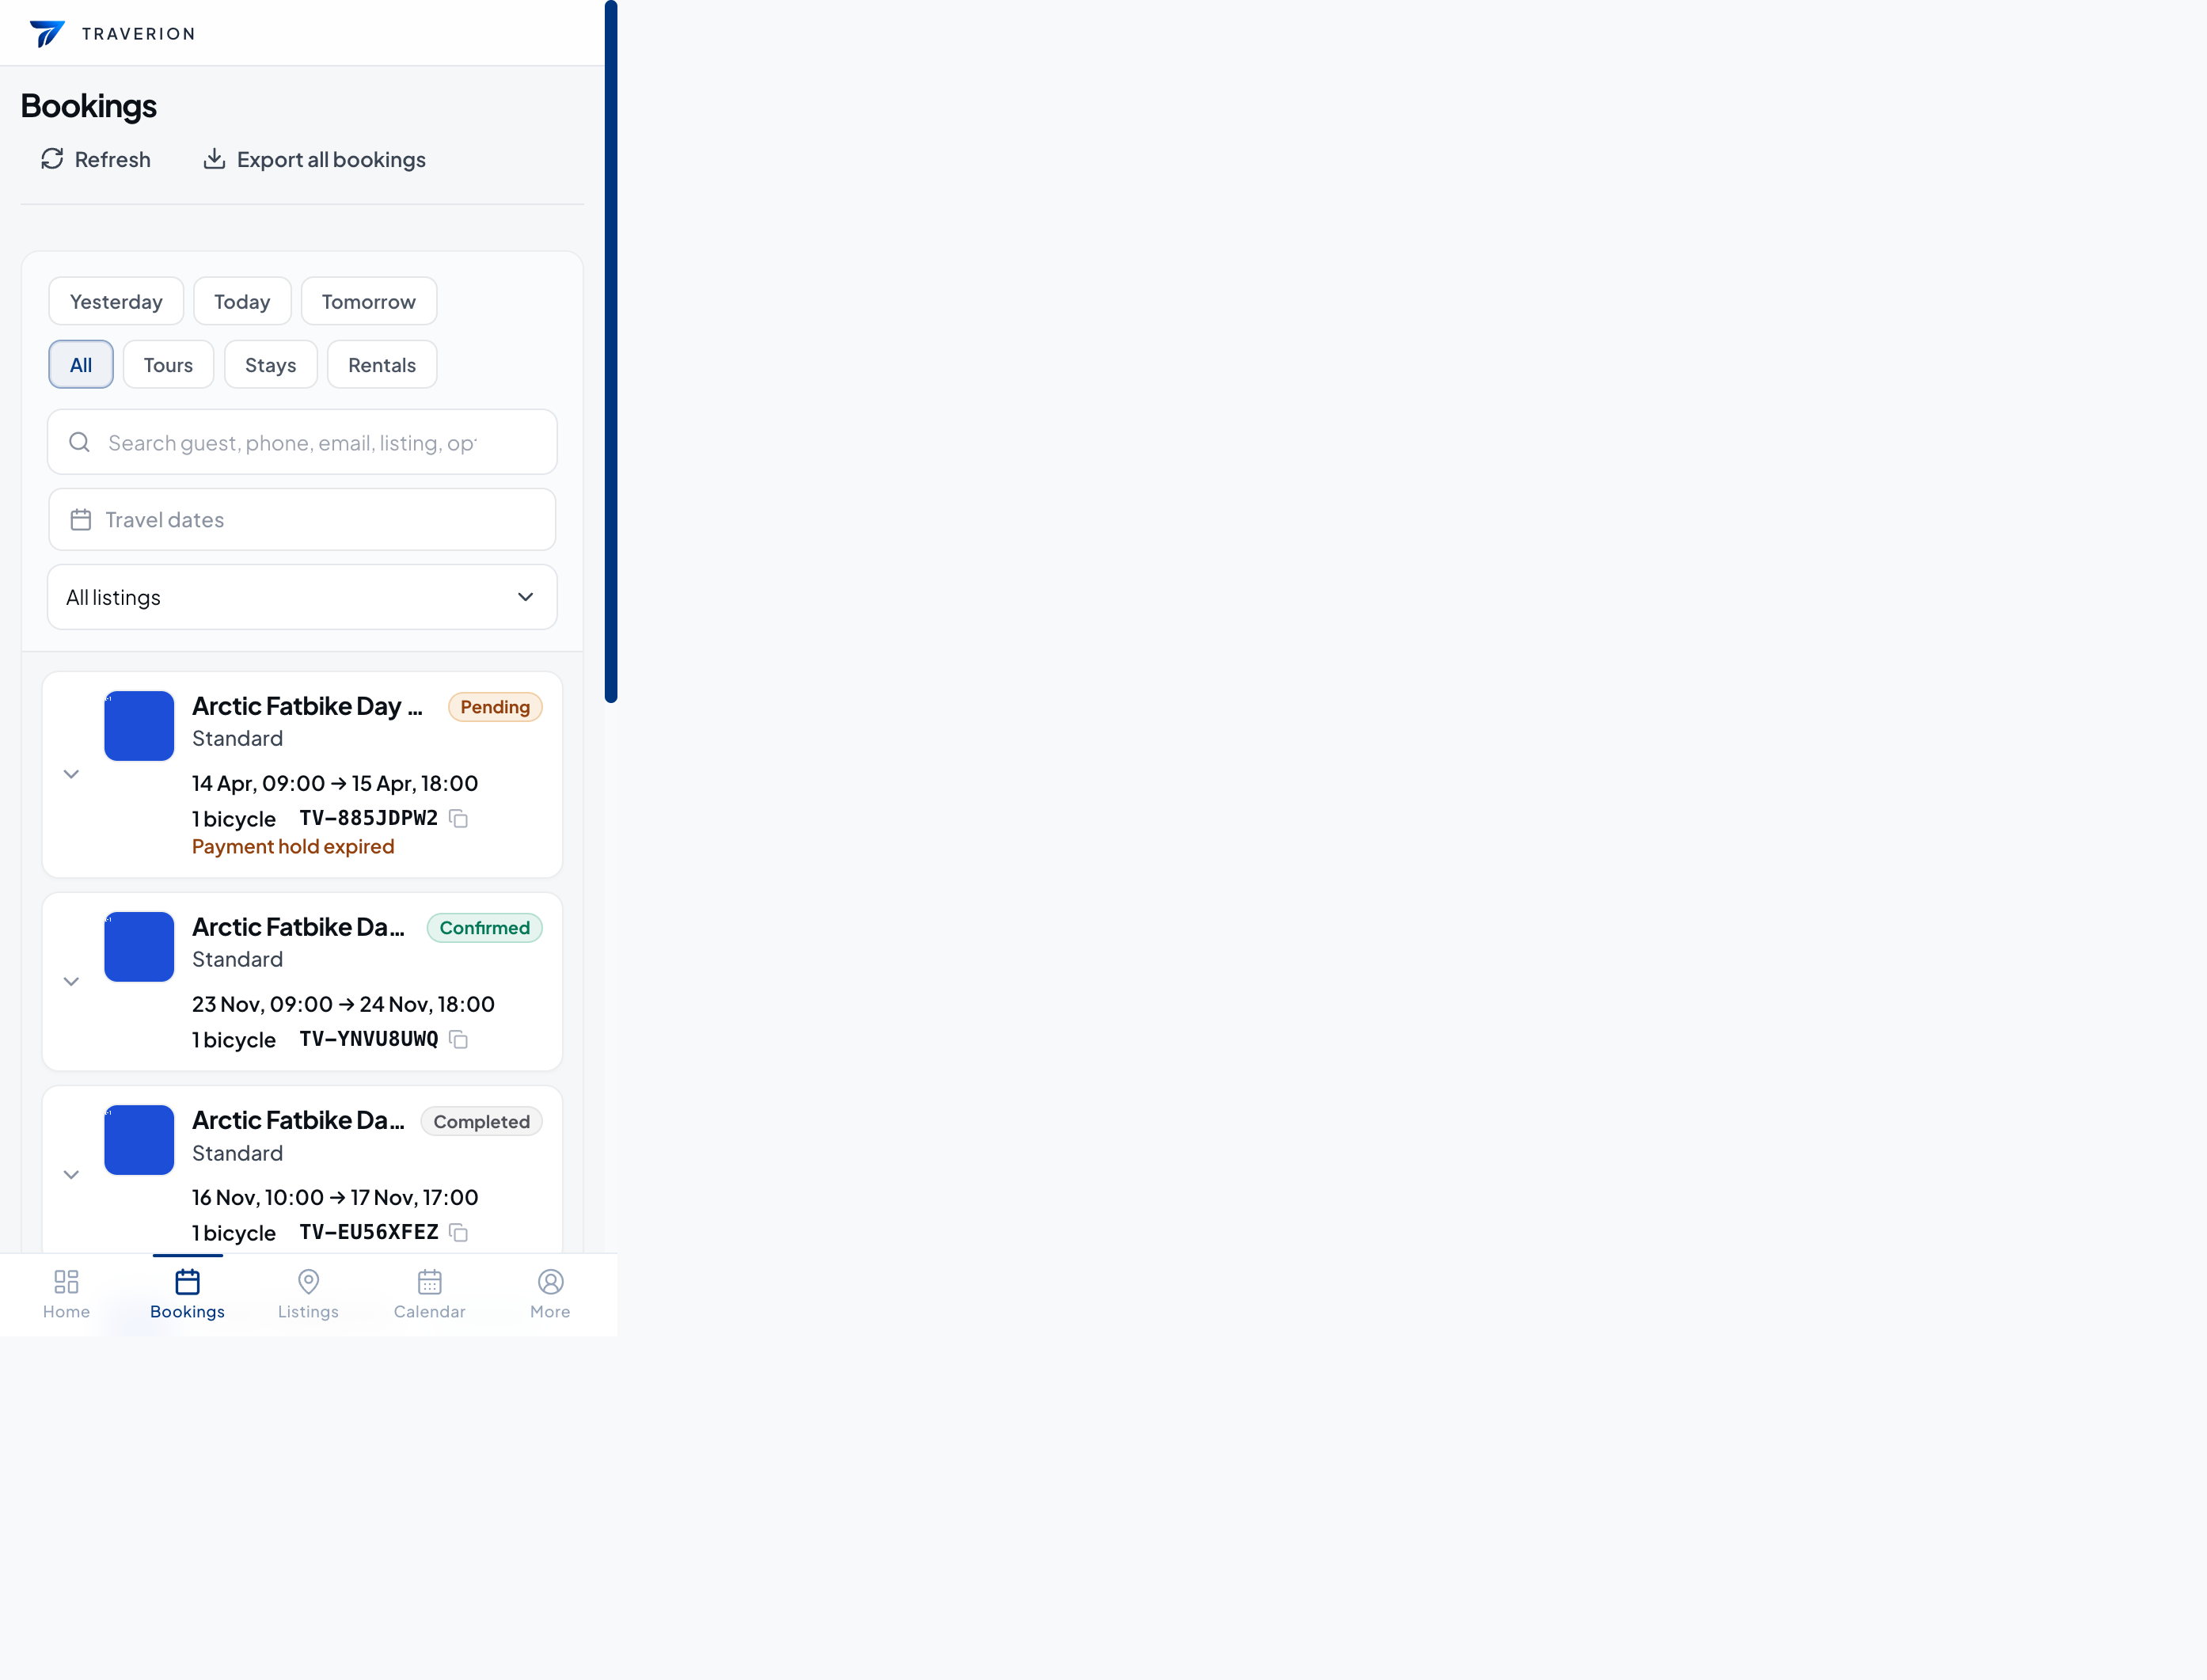 TRAVERION
Bookings
Refresh
Export all bookings
Yesterday
Today
Tomorrow
All
Tours
Stays
Rentals
Search guest, phone, email, listing,
Travel dates
All listings
Arctic Fatbike Day ...
Pending
Standard
14 Apr, 09:00 → 15 Apr, 18:00
1 bicycle TV-885JDPW2
Payment hold expired
Arctic Fatbike Da...
Confirmed
Standard
23 Nov, 09:00 → 24 Nov, 18:00
1 bicycle TV-YNVU8UWQ
Arctic Fatbike Da...
Completed
Standard
16 Nov, 10:00 → 17 Nov, 17:00
1 bicycle TV-EU56XFEZ
Home
Bookings
Listings
Calendar
More